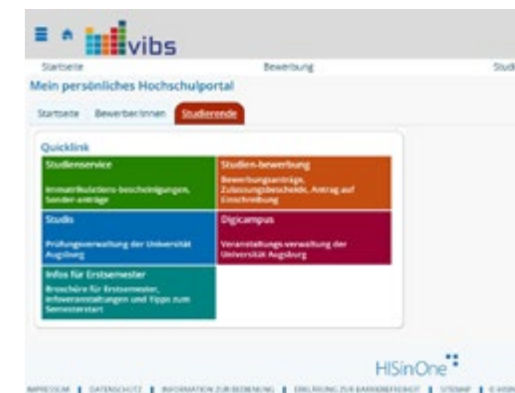 vibs
Startseite Bewerbung
Mein persönliches Hochschulportal
Startseite Bewerber/innen Studierende
Quicklink
Studienservice
Immatrikulations-bescheinigungen,
Sonder-anträge
Studien-bewerbung
Bewerbungsanträge,
Zulassungsbescheide, Antrag auf
Einschreibung
Studis
Prüfungsverwaltung der Universität
Augsburg
Digicampus
Veranstaltungs-verwaltung der
Universität Augsburg
Infos für Erstsemester
Broschüre für Erstsemester,
Infoveranstaltungen und Tipps zum
Semesterstart
HISinOne
IMPRESSUM | DATENSCHUTZ | INFORMATION ZUR BEDIENUNG | ERKLÄRUNG ZUR BARRIEREFREIHEIT | SITEMAP |